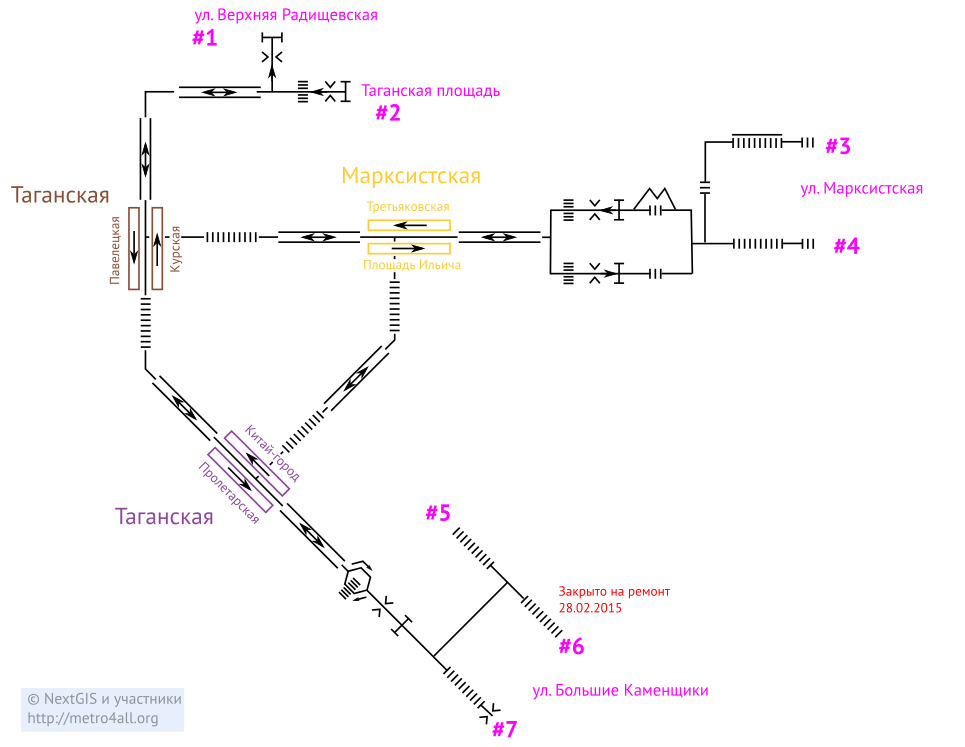 ул. Верхняя Радищевская
#1
Таганская площадь
#2
#3
Марксистская
Таганская
ул. Марксистская
Третьяковская
Павелецкая
Курская
#4
Площадь Ильича
Китай-город
Пролетарская
Таганская
#5
Закрыто на ремонт
28.02.2015
#6
ул. Большие Каменщики
© NextGIS и участники
http://metro4all.org
#7